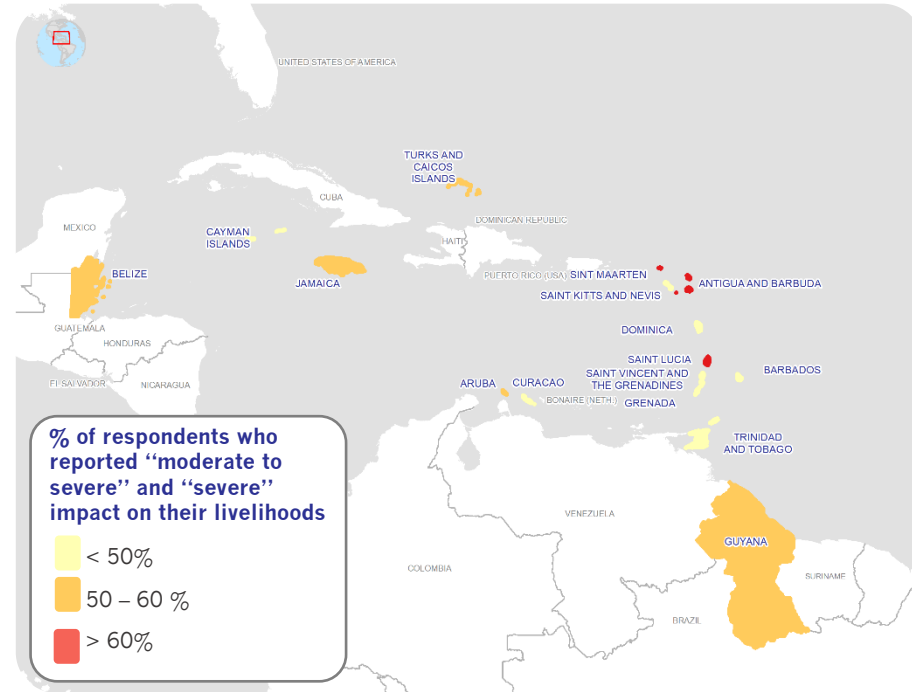 UNITED STATES OF AMERICA
TURKS AND
CAICOS
ISLANDS
CUBA
MEXICO
DOMINICAN REPUBLIC
CAYMAN
ISLANDS
HAITI
BELIZE
JAMAICA
PUERTO RICO (USA)
SINT MAARTEN
ANTIGUA AND BARBUDA
SAINT KITTS AND NEVIS
GUATEMALA
DOMINICA
HONDURAS
SAINT LUCIA
SAINT VINCENT AND
THE GRENADINES
BARBADOS
EL SALVADOR
NICARAGUA
ARUBA
CURACAO
BONAIRE (NETH.)
GRENADA
TRINIDAD
AND TOBAGO
% of respondents who
reported “moderate to
severe” and “severe”
impact on their livelihoods
< 50%
50 – 60 %
> 60%
VENEZUELA
GUYANA
COLOMBIA
SURINAME
BRAZIL